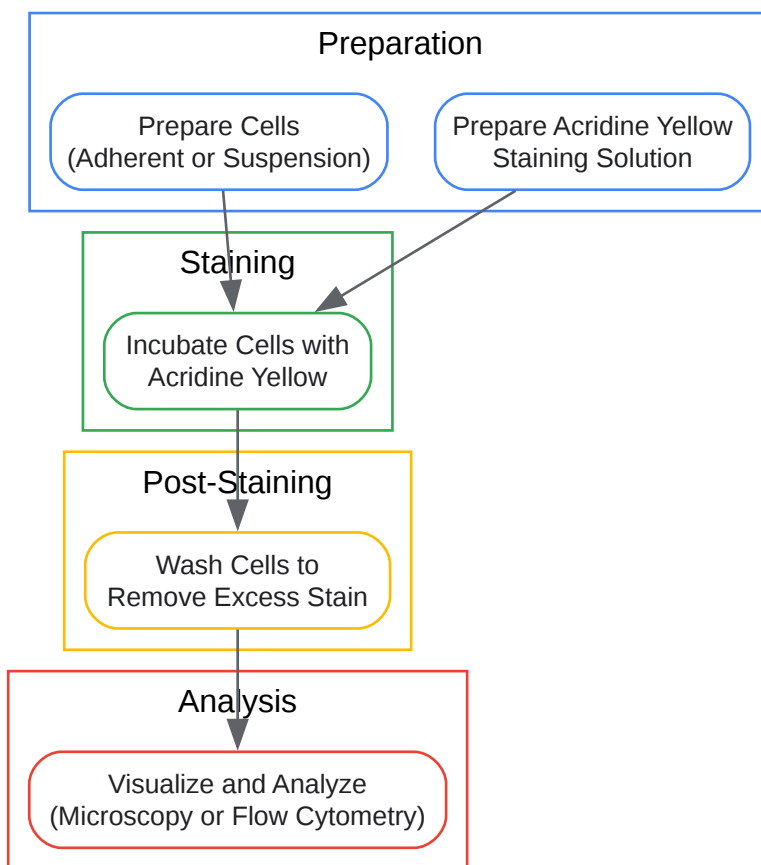 Preparation
Prepare Cells
(Adherent or Suspension)
Prepare Acridine Yellow
Staining Solution
Staining
Incubate Cells with
Acridine Yellow
Post-Staining
Wash Cells to
Remove Excess Stain
Analysis
Visualize and Analyze
(Microscopy or Flow Cytometry)